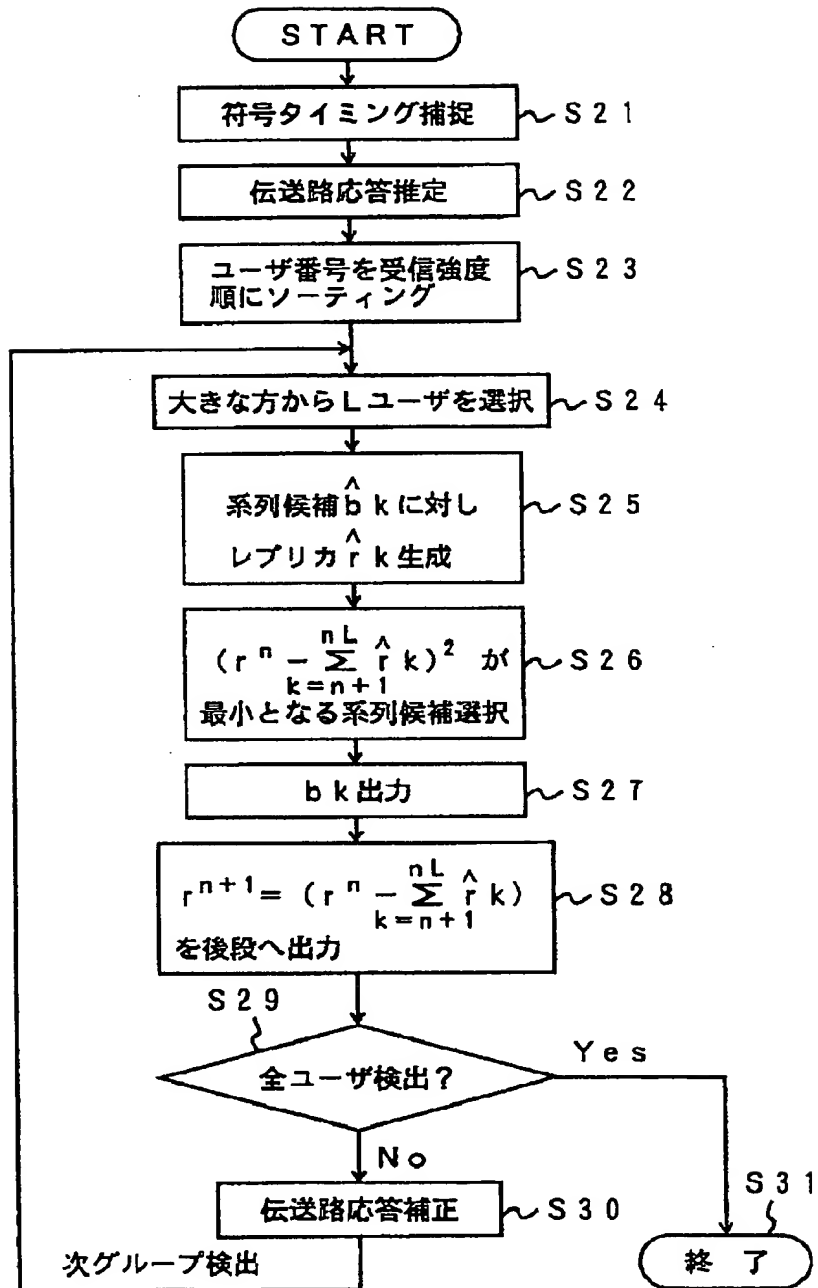 START
符号タイミング捕捉 S21
伝送路応答推定 S22
ユーザ番号を受信強度
順にソーティング S23
大きな方からLユーザを選択 S24
系列候補b̂kに対し
レプリカr̂k生成 S25
(r^n − Σ_{k=n+1}^{nL} r̂k)^2 が
最小となる系列候補選択 S26
bk出力 S27
r^{n+1} = (r^n − Σ_{k=n+1}^{nL} r̂k)
を後段へ出力 S28
S29
全ユーザ検出？
Yes
No
伝送路応答補正 S30
次グループ検出
S31
終了